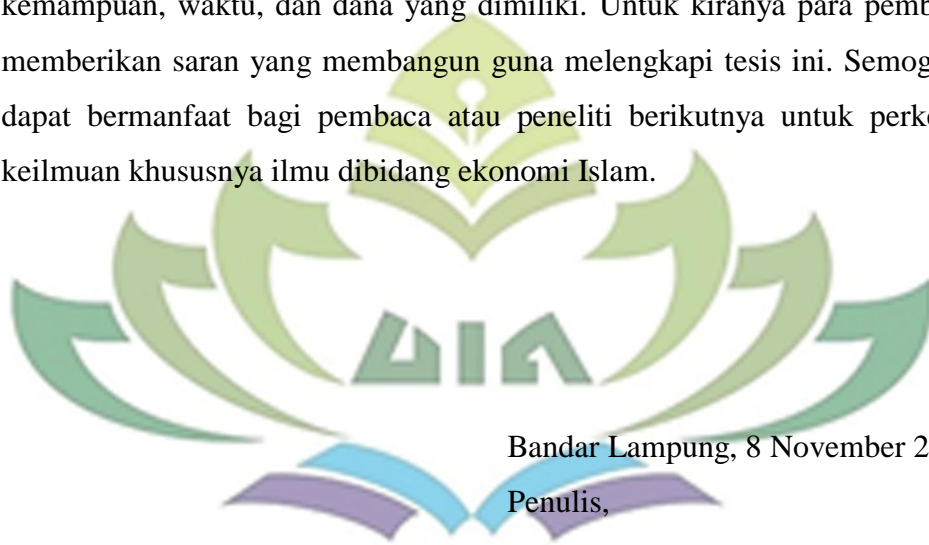 kemampuan, waktu, dan dana yang dimiliki. Untuk kiranya para pemb
memberikan saran yang membangun guna melengkapi tesis ini. Semog
dapat bermanfaat bagi pembaca atau peneliti berikutnya untuk perke
keilmuan khususnya ilmu dibidang ekonomi Islam.
UIN
Bandar Lampung, 8 November 2
Penulis,